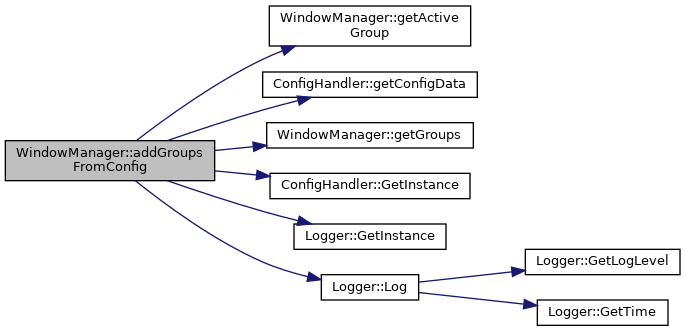 WindowManager::getActive
Group
ConfigHandler::getConfigData
WindowManager::getGroups
WindowManager::addGroups
FromConfig
ConfigHandler::GetInstance
Logger::GetInstance
Logger::Log
Logger::GetLogLevel
Logger::GetTime